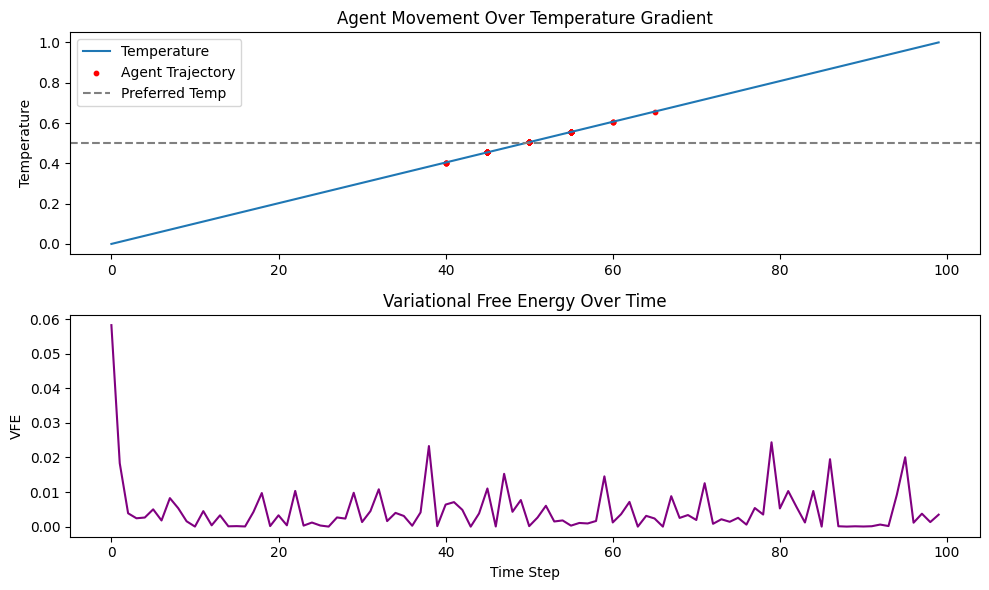 Agent Movement Over Temperature Gradient
Temperature
Agent Trajectory
Preferred Temp
Temperature
1.0
0.8
0.6
0.4
0.2
0.0
0 20 40 60 80 100
Variational Free Energy Over Time
VFE
0.06
0.05
0.04
0.03
0.02
0.01
0.00
0 20 40 60 80 100
Time Step